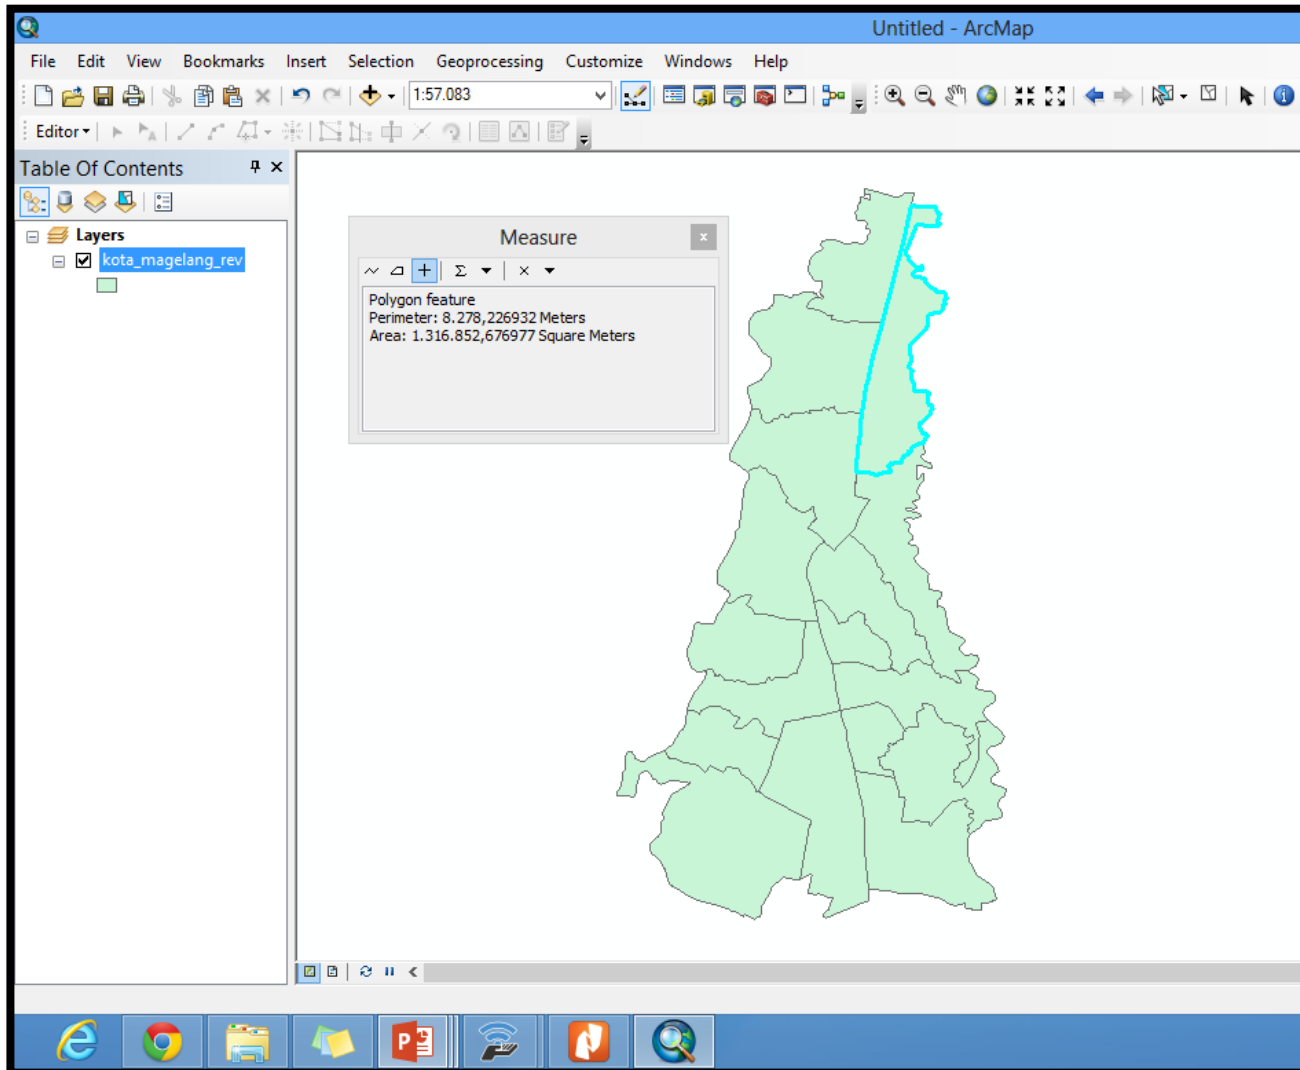 Untitled - ArcMap
File Edit View Bookmarks Insert Selection Geoprocessing Customize Windows Help
1:57.083
Editor
Table Of Contents
Layers
kota_magelang_rev
Measure
Polygon feature
Perimeter: 8.278,226932 Meters
Area: 1.316.852,676977 Square Meters